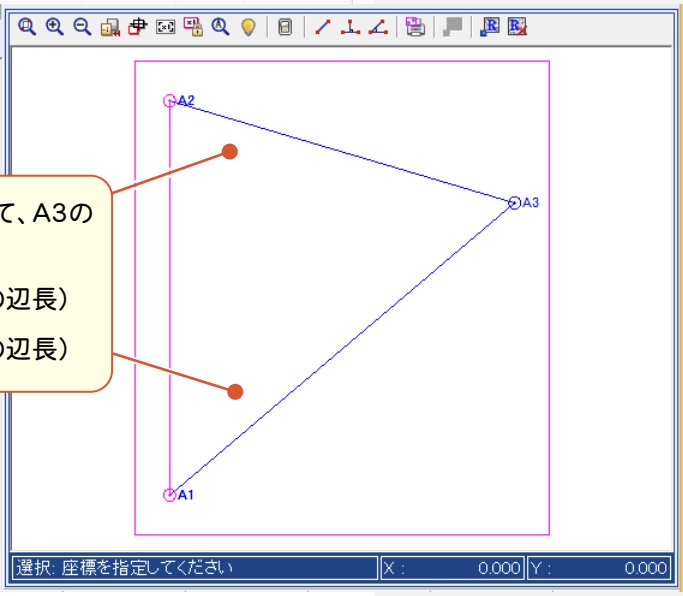 A2
A3
て、A3の
の辺長）
の辺長）
A1
選択: 座標を指定してください X : 0.000 Y : 0.000